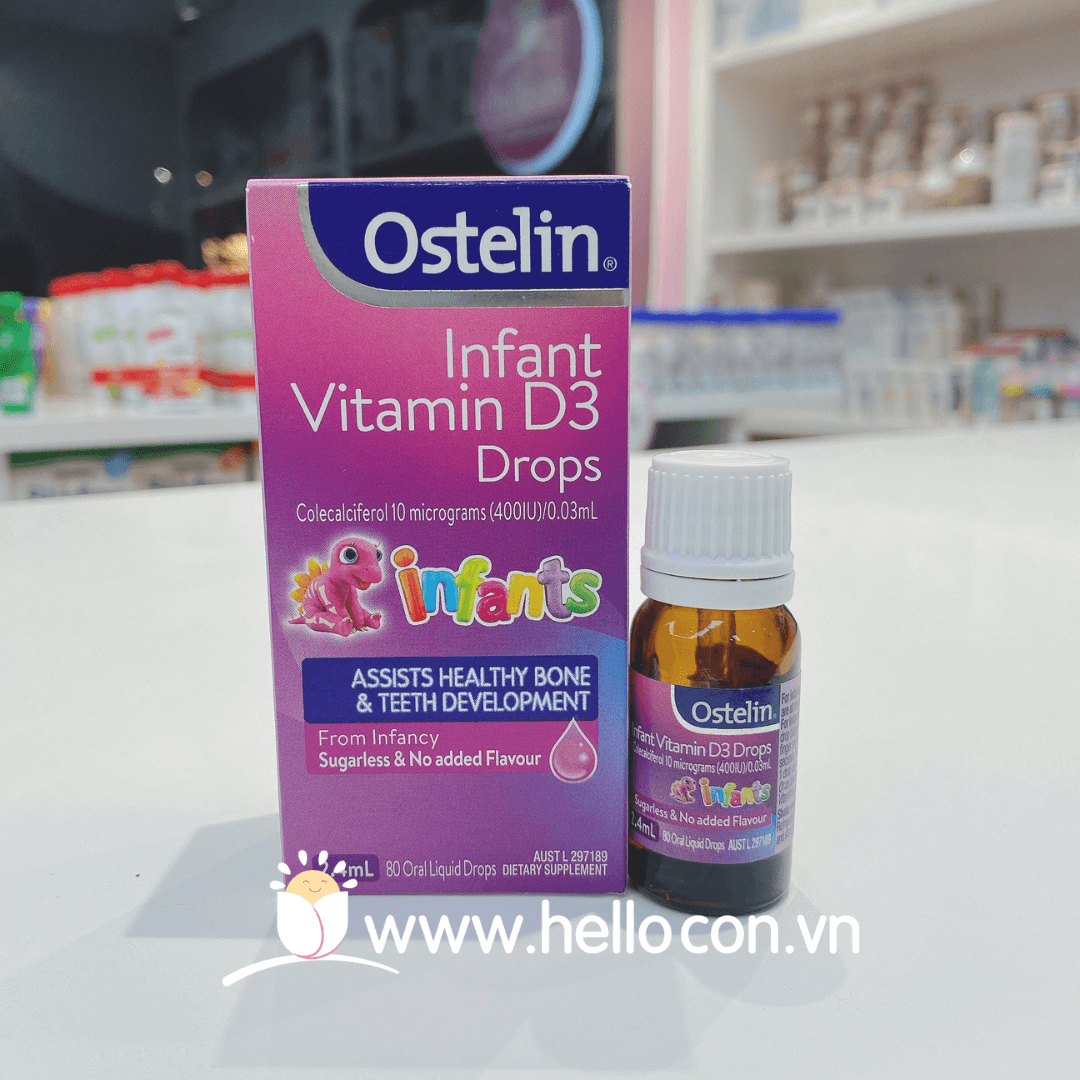 Ostelin®
Infant
Vitamin D3
Drops
Colecalciferol 10 micrograms (400IU)/0.03mL
infants
ASSISTS HEALTHY BONE
& TEETH DEVELOPMENT
From Infancy
Sugarless & No added Flavour
2.4mL 80 Oral Liquid Drops
AUST L 297189
DIETARY SUPPLEMENT
Ostelin
Infant Vitamin D3 Drops
Colecalciferol 10 micrograms (400IU)/0.03mL
infants
Sugarless & No added Flavour
2.4mL 80 Oral Liquid Drops AUST L 297189
www.hellocon.vn